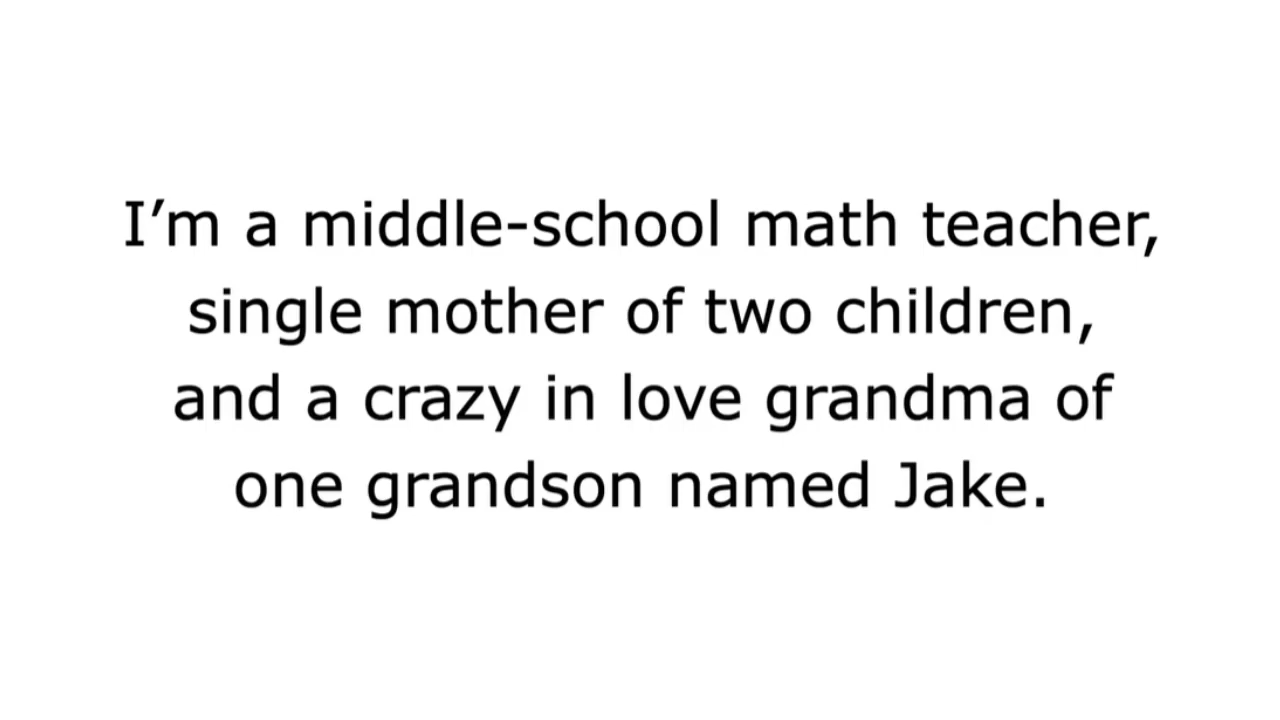 I’m a middle-school math teacher,
single mother of two children,
and a crazy in love grandma of
one grandson named Jake.